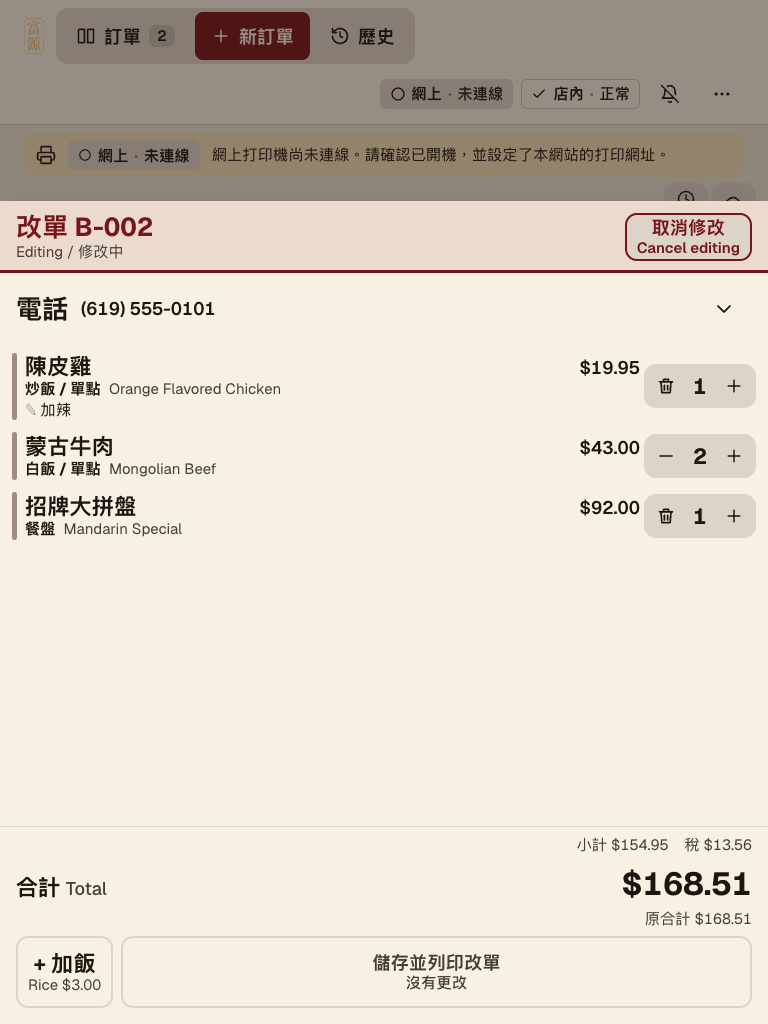 富源
訂單 2
新訂單
歷史
網上 · 未連線
店內 · 正常
網上 · 未連線
網上打印機尚未連線。請確認已開機，並設定了本網站的打印網址。
改單 B-002
Editing / 修改中
取消修改
Cancel editing
電話 (619) 555-0101
陳皮雞
$19.95
1
炒飯 / 單點 Orange Flavored Chicken
✎ 加辣
蒙古牛肉
$43.00
2
白飯 / 單點 Mongolian Beef
招牌大拼盤
$92.00
1
餐盤 Mandarin Special
小計 $154.95 稅 $13.56
合計 Total
$168.51
原合計 $168.51
+ 加飯
Rice $3.00
儲存並列印改單
沒有更改